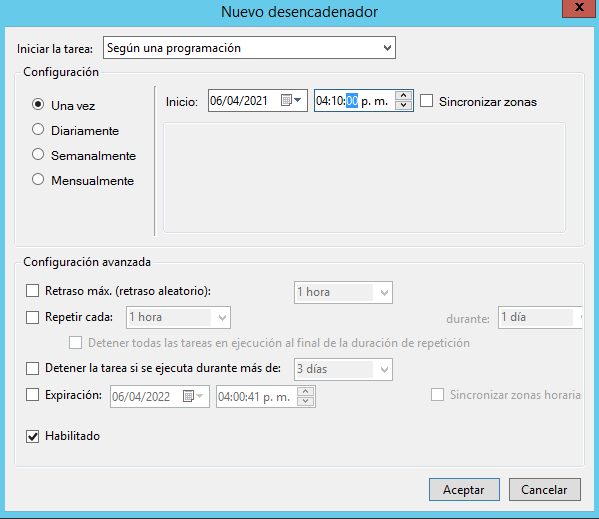 Nuevo desencadenador
x
Iniciar la tarea: Según una programación
Configuración
Una vez
Inicio: 06/04/2021 04:10:00 p. m. Sincronizar zonas
Diariamente
Semanalmente
Mensualmente
Configuración avanzada
Retraso máx. (retraso aleatorio): 1 hora
Repetir cada: 1 hora durante: 1 día
Detener todas las tareas en ejecución al final de la duración de repetición
Detener la tarea si se ejecuta durante más de: 3 días
Expiración: 06/04/2022 04:00:41 p. m. Sincronizar zonas horaria
Habilitado
Aceptar Cancelar